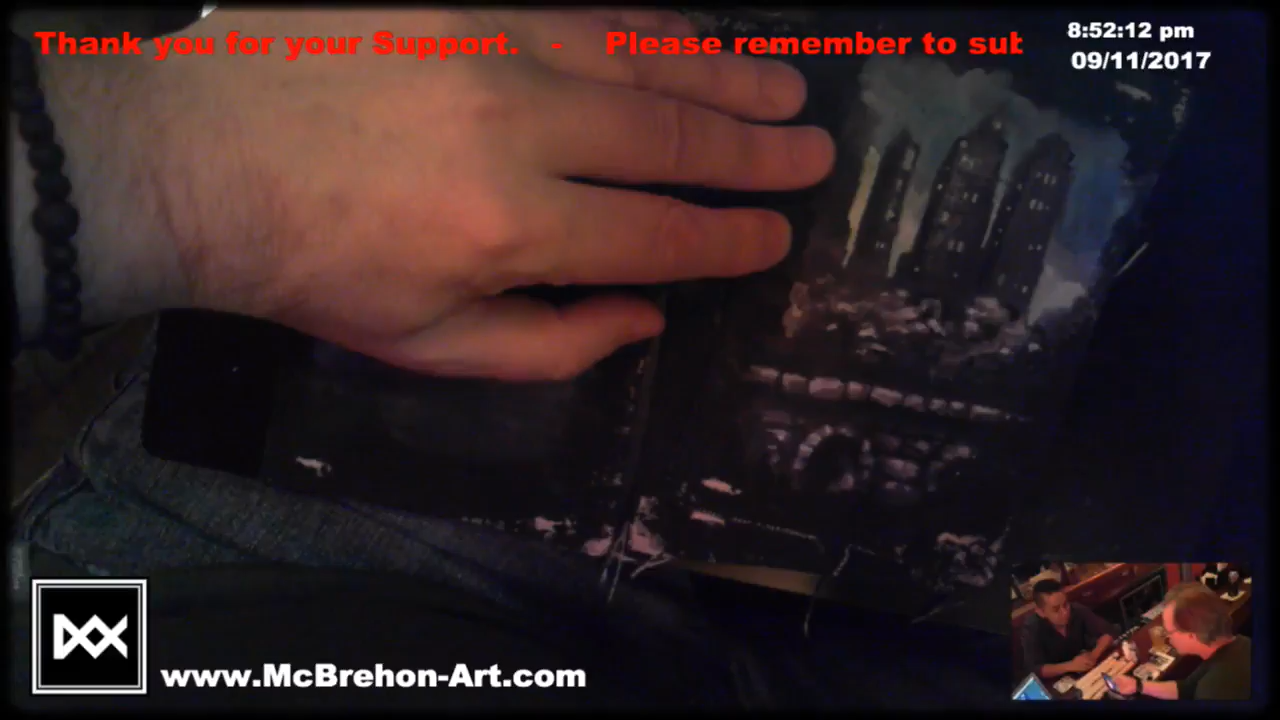 Thank you for your Support.   -    Please remember to sub
8:52:12 pm
09/11/2017
www.McBrehon-Art.com